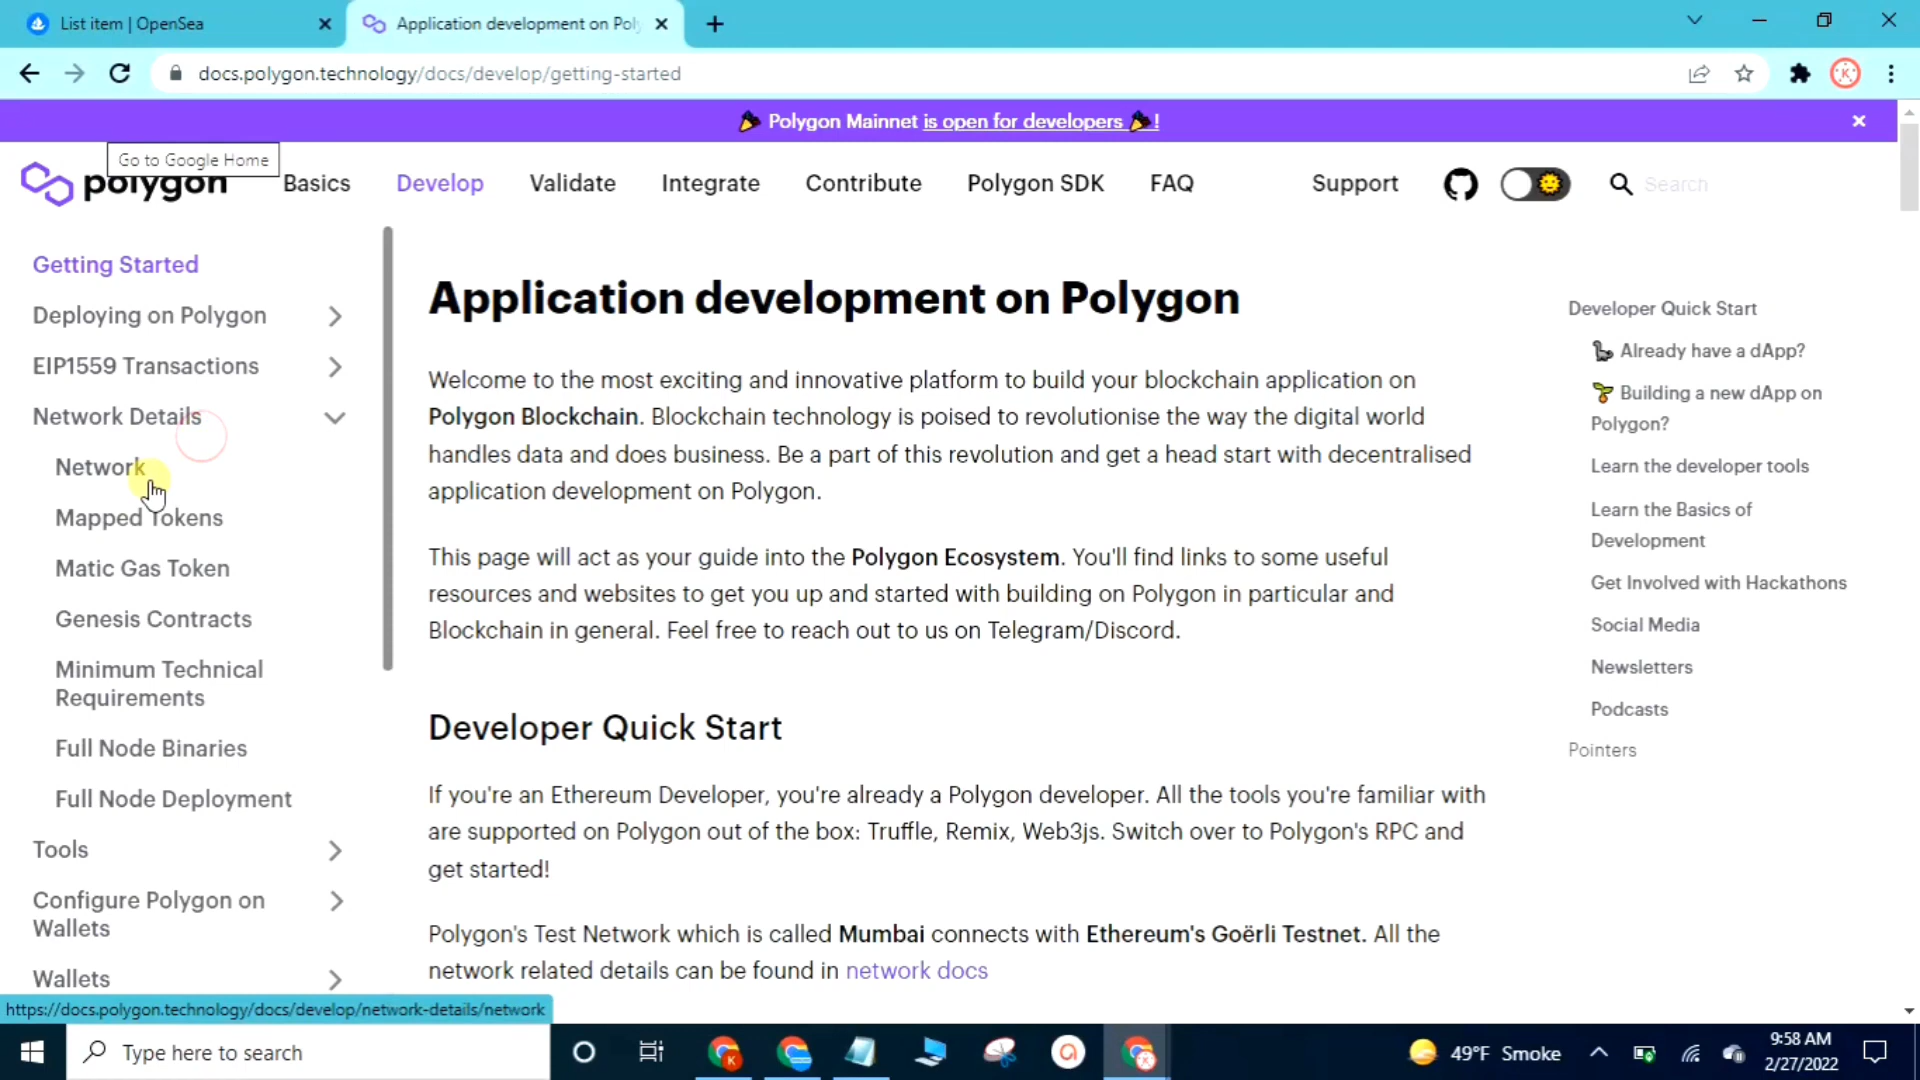 List item | OpenSea
Application development on Pol
docs.polygon.technology/docs/develop/getting-started
Polygon Mainnet is open for developers !
Go to Google Home
polygon
Basics
Develop
Validate
Integrate
Contribute
Polygon SDK
FAQ
Support
Search
Getting Started
Deploying on Polygon
EIP1559 Transactions
Network Details
Network
Mapped Tokens
Matic Gas Token
Genesis Contracts
Minimum Technical
Requirements
Full Node Binaries
Full Node Deployment
Tools
Configure Polygon on
Wallets
Wallets
Application development on Polygon
Welcome to the most exciting and innovative platform to build your blockchain application on
Polygon Blockchain. Blockchain technology is poised to revolutionise the way the digital world
handles data and does business. Be a part of this revolution and get a head start with decentralised
application development on Polygon.
This page will act as your guide into the Polygon Ecosystem. You'll find links to some useful
resources and websites to get you up and started with building on Polygon in particular and
Blockchain in general. Feel free to reach out to us on Telegram/Discord.
Developer Quick Start
If you're an Ethereum Developer, you're already a Polygon developer. All the tools you're familiar with
are supported on Polygon out of the box: Truffle, Remix, Web3js. Switch over to Polygon's RPC and
get started!
Polygon's Test Network which is called Mumbai connects with Ethereum's Goërli Testnet. All the
network related details can be found in network docs
Developer Quick Start
Already have a dApp?
Building a new dApp on
Polygon?
Learn the developer tools
Learn the Basics of
Development
Get Involved with Hackathons
Social Media
Newsletters
Podcasts
Pointers
https://docs.polygon.technology/docs/develop/network-details/network
Type here to search
49°F Smoke
9:58 AM
2/27/2022